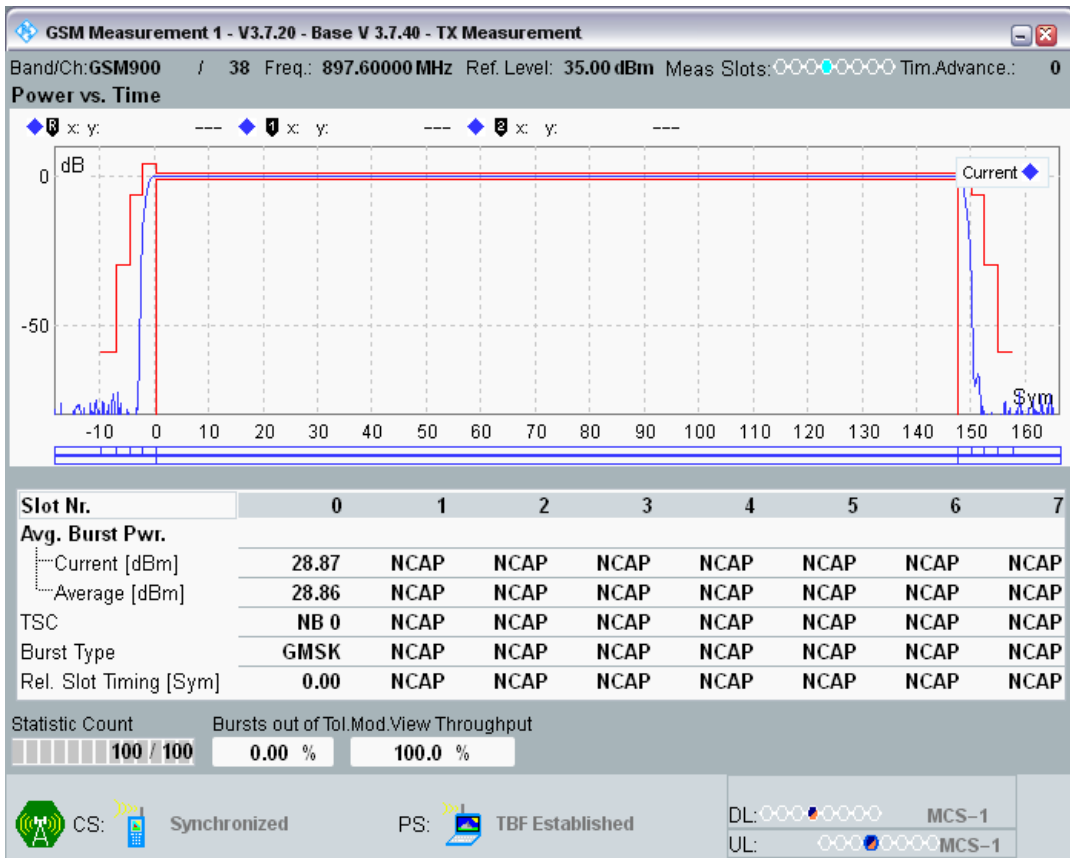 GSM Measurement 1 - V3.7.20 - Base V 3.7.40 - TX Measurement
Band/Ch:GSM900 / 38 Freq.: 897.60000 MHz Ref. Level: 35.00 dBm Meas Slots: Tim.Advance.: 0
Power vs. Time
R x: y: --- 1 x: y: --- 2 x: y: ---
dB
Current
0
-50
Sym
-10 0 10 20 30 40 50 60 70 80 90 100 110 120 130 140 150 160
Slot Nr. 0 1 2 3 4 5 6 7
Avg. Burst Pwr.
Current [dBm] 28.87 NCAP NCAP NCAP NCAP NCAP NCAP NCAP
Average [dBm] 28.86 NCAP NCAP NCAP NCAP NCAP NCAP NCAP
TSC NB 0 NCAP NCAP NCAP NCAP NCAP NCAP NCAP
Burst Type GMSK NCAP NCAP NCAP NCAP NCAP NCAP NCAP
Rel. Slot Timing [Sym] 0.00 NCAP NCAP NCAP NCAP NCAP NCAP NCAP
Statistic Count Bursts out of Tol.Mod.View Throughput
100 / 100 0.00 % 100.0 %
CS: Synchronized PS: TBF Established
DL: MCS-1
UL: MCS-1